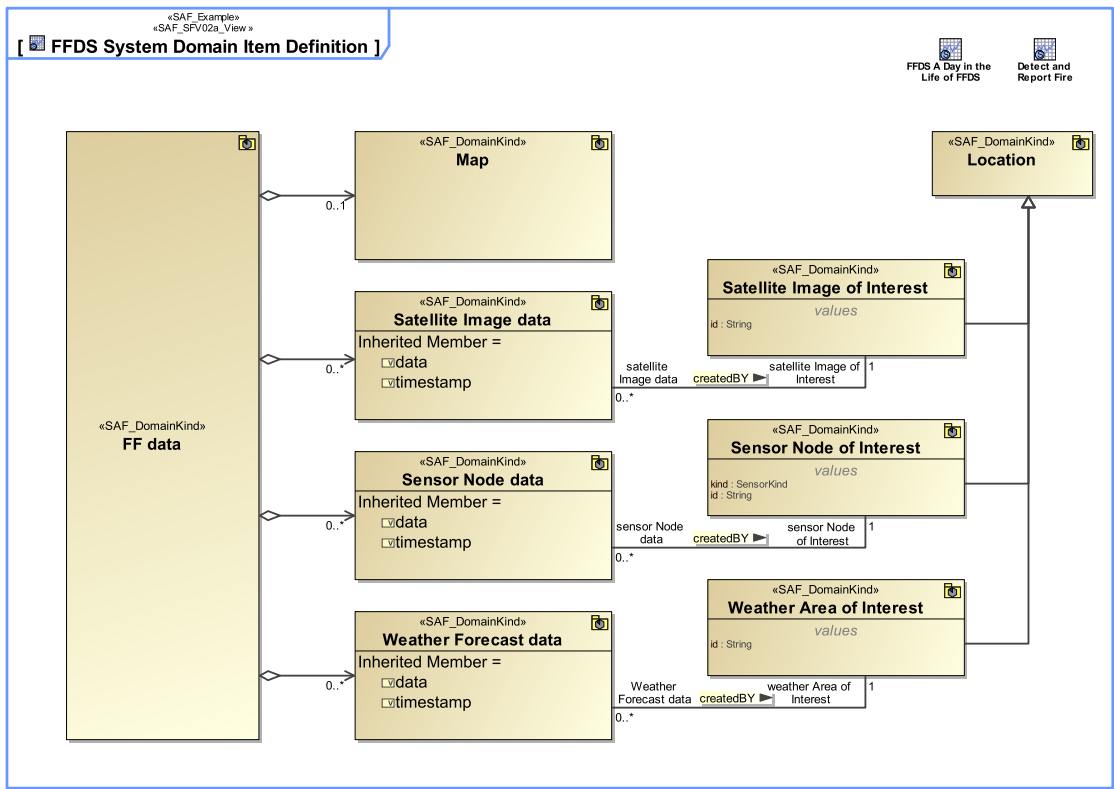 «SAF_Example»
«SAF_SFV02a_View »
[ FFDS System Domain Item Definition ]
FFDS A Day in the
Life of FFDS
Detect and
Report Fire
«SAF_DomainKind»
FF data
«SAF_DomainKind»
Map
0..1
«SAF_DomainKind»
Location
«SAF_DomainKind»
Satellite Image data
Inherited Member =
v data
v timestamp
0..*
«SAF_DomainKind»
Satellite Image of Interest
values
id : String
satellite
Image data
0..*
createdBY
satellite Image of
Interest
1
«SAF_DomainKind»
Sensor Node data
Inherited Member =
v data
v timestamp
0..*
«SAF_DomainKind»
Sensor Node of Interest
values
kind : SensorKind
id : String
sensor Node
data
0..*
createdBY
sensor Node
of Interest
1
«SAF_DomainKind»
Weather Forecast data
Inherited Member =
v data
v timestamp
0..*
«SAF_DomainKind»
Weather Area of Interest
values
id : String
Weather
Forecast data
0..*
createdBY
weather Area of
Interest
1